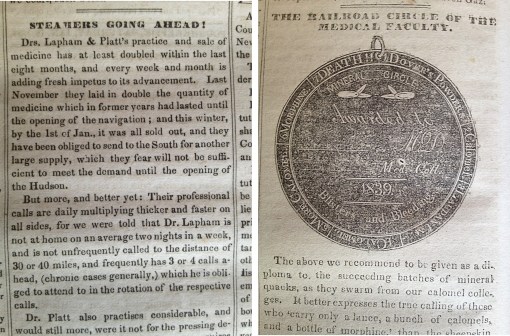 STEAMERS GOING AHEAD!
Drs. Lapham & Platt's practice and sale of
medicine has at least doubled within the last
eight months, and every week and month is
adding fresh impetus to its advancement. Last
November they laid in double the quantity of
medicine which in former years had lasted until
the opening of the navigation; and this winter,
by the 1st of Jan., it was all sold out, and they
have been obliged to send to the South for another
large supply, which they fear will not be suffi-
cient to meet the demand until the opening of
the Hudson.
But more, and better yet: Their professional
calls are daily multiplying thicker and faster on
all sides, for we were told that Dr. Lapham is
not at home on an average two nights in a week,
and is not unfrequently called to the distance of
30 or 40 miles, and frequently has 3 or 4 calls a-
head, (chronic cases generally,) which he is obli-
ged to attend to in the rotation of the respective
calls.
Dr. Platt also practises considerable, and
would still more, were it not for the pressing de-
THE RAILROAD CIRCLE OF THE
MEDICAL FACULTY.
DEATH
MINERAL CIRCLE
Awarded To
M.D.
Med. Coll.
1839.
Blister and Bleeding
The above we recommend to be given as a di-
ploma to the succeeding batches of mineral
quacks, as they swarm from our calomel colle-
ges. It better expresses the true calling of these
who carry only a lance, a bunch of calomels,
and a bottle of morphine, than the sheepskin